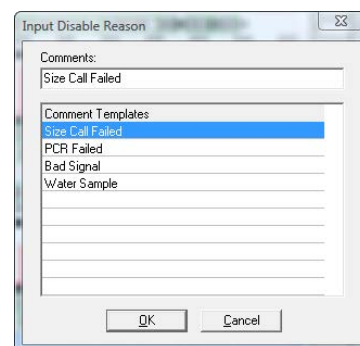 Input Disable Reason
Comments:
Size Call Failed
Comment Templates
Size Call Failed
PCR Failed
Bad Signal
Water Sample
OK
Cancel